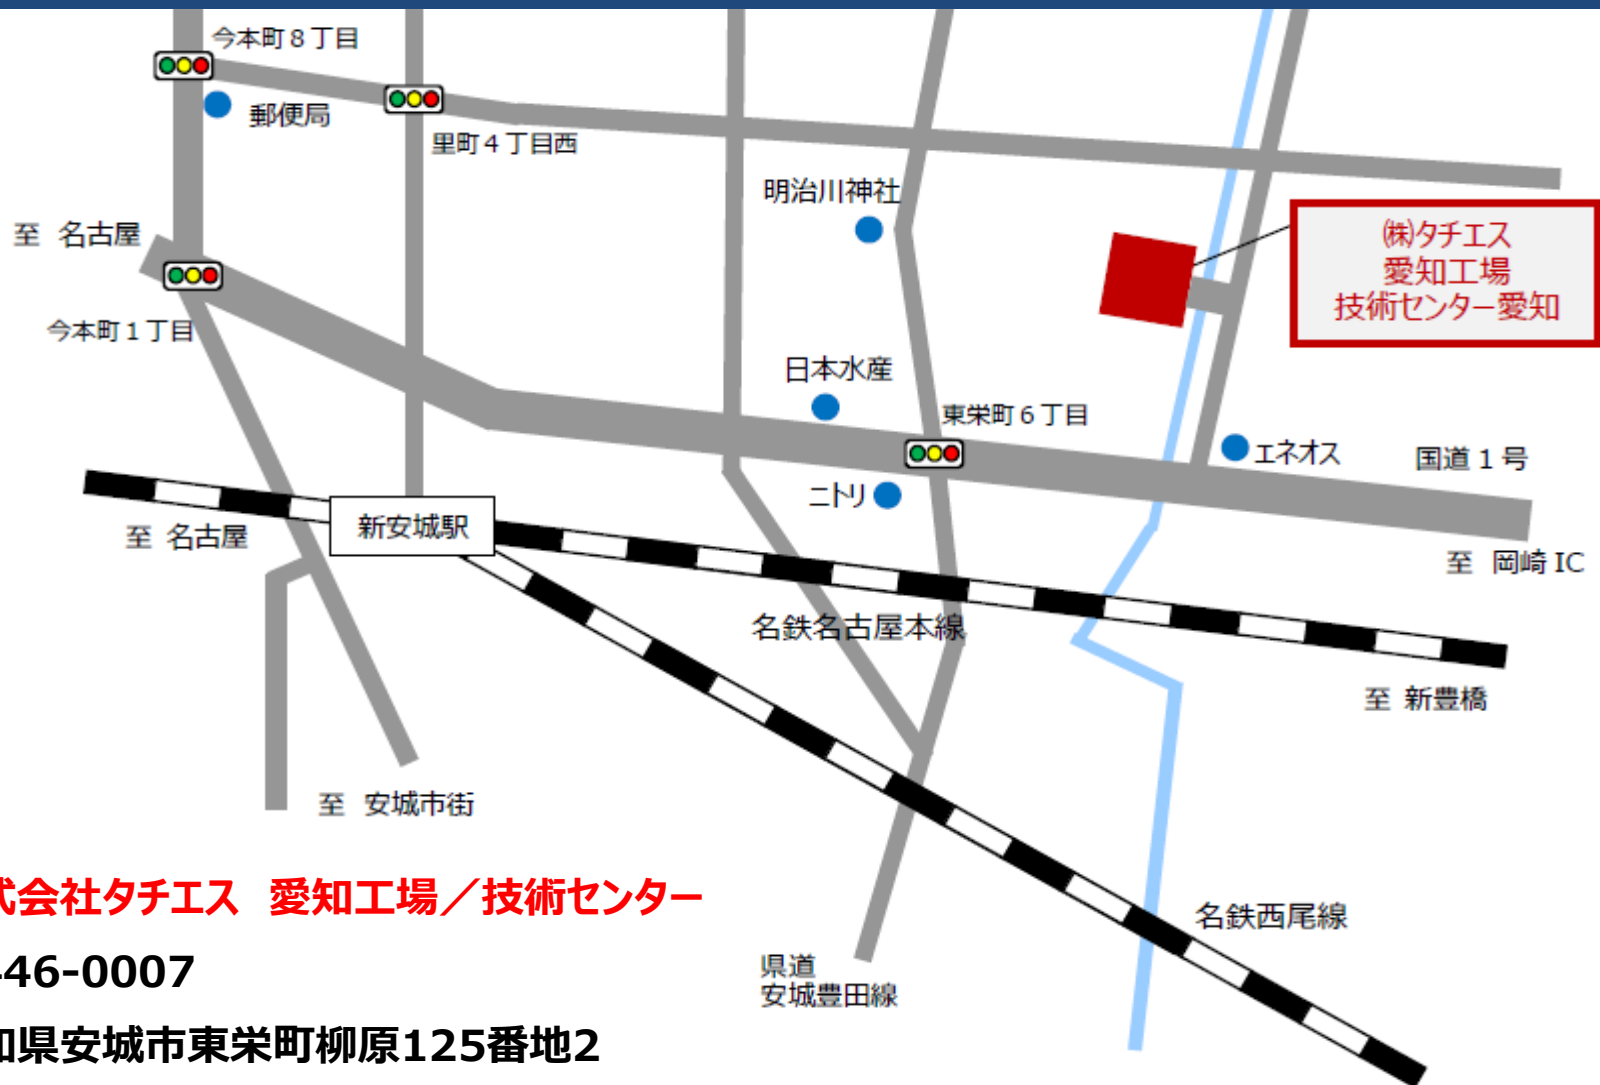 今本町８丁目
郵便局
里町４丁目西
明治川神社
至 名古屋
㈱タチエス
愛知工場
技術センター愛知
今本町１丁目
日本水産
東栄町６丁目
エネオス
国道１号
ニトリ
新安城駅
至 名古屋
至 岡崎 IC
名鉄名古屋本線
至 新豊橋
至 安城市街
式会社タチエス 愛知工場／技術センター
名鉄西尾線
46-0007
県道
安城豊田線
知県安城市東栄町柳原125番地2